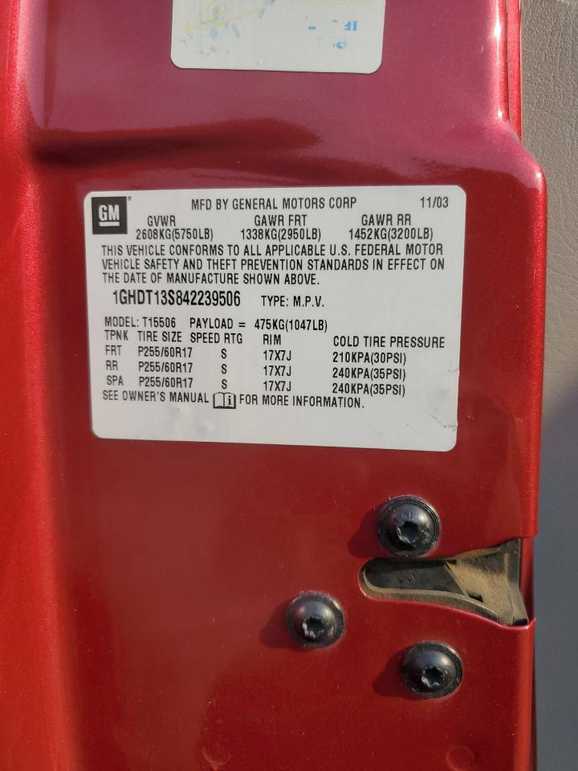 IF
GM
MFD BY GENERAL MOTORS CORP 11/03
GVWR GAWR FRT GAWR RR
2608KG(5750LB) 1338KG(2950LB) 1452KG(3200LB)
THIS VEHICLE CONFORMS TO ALL APPLICABLE U.S. FEDERAL MOTOR
VEHICLE SAFETY AND THEFT PREVENTION STANDARDS IN EFFECT ON
THE DATE OF MANUFACTURE SHOWN ABOVE.
1GHDT13S842239506 TYPE: M.P.V.
MODEL: T15506 PAYLOAD = 475KG(1047LB)
TPNK TIRE SIZE SPEED RTG RIM COLD TIRE PRESSURE
FRT P255/60R17 S 17X7J 210KPA(30PSI)
RR P255/60R17 S 17X7J 240KPA(35PSI)
SPA P255/60R17 S 17X7J 240KPA(35PSI)
SEE OWNER'S MANUAL FOR MORE INFORMATION.